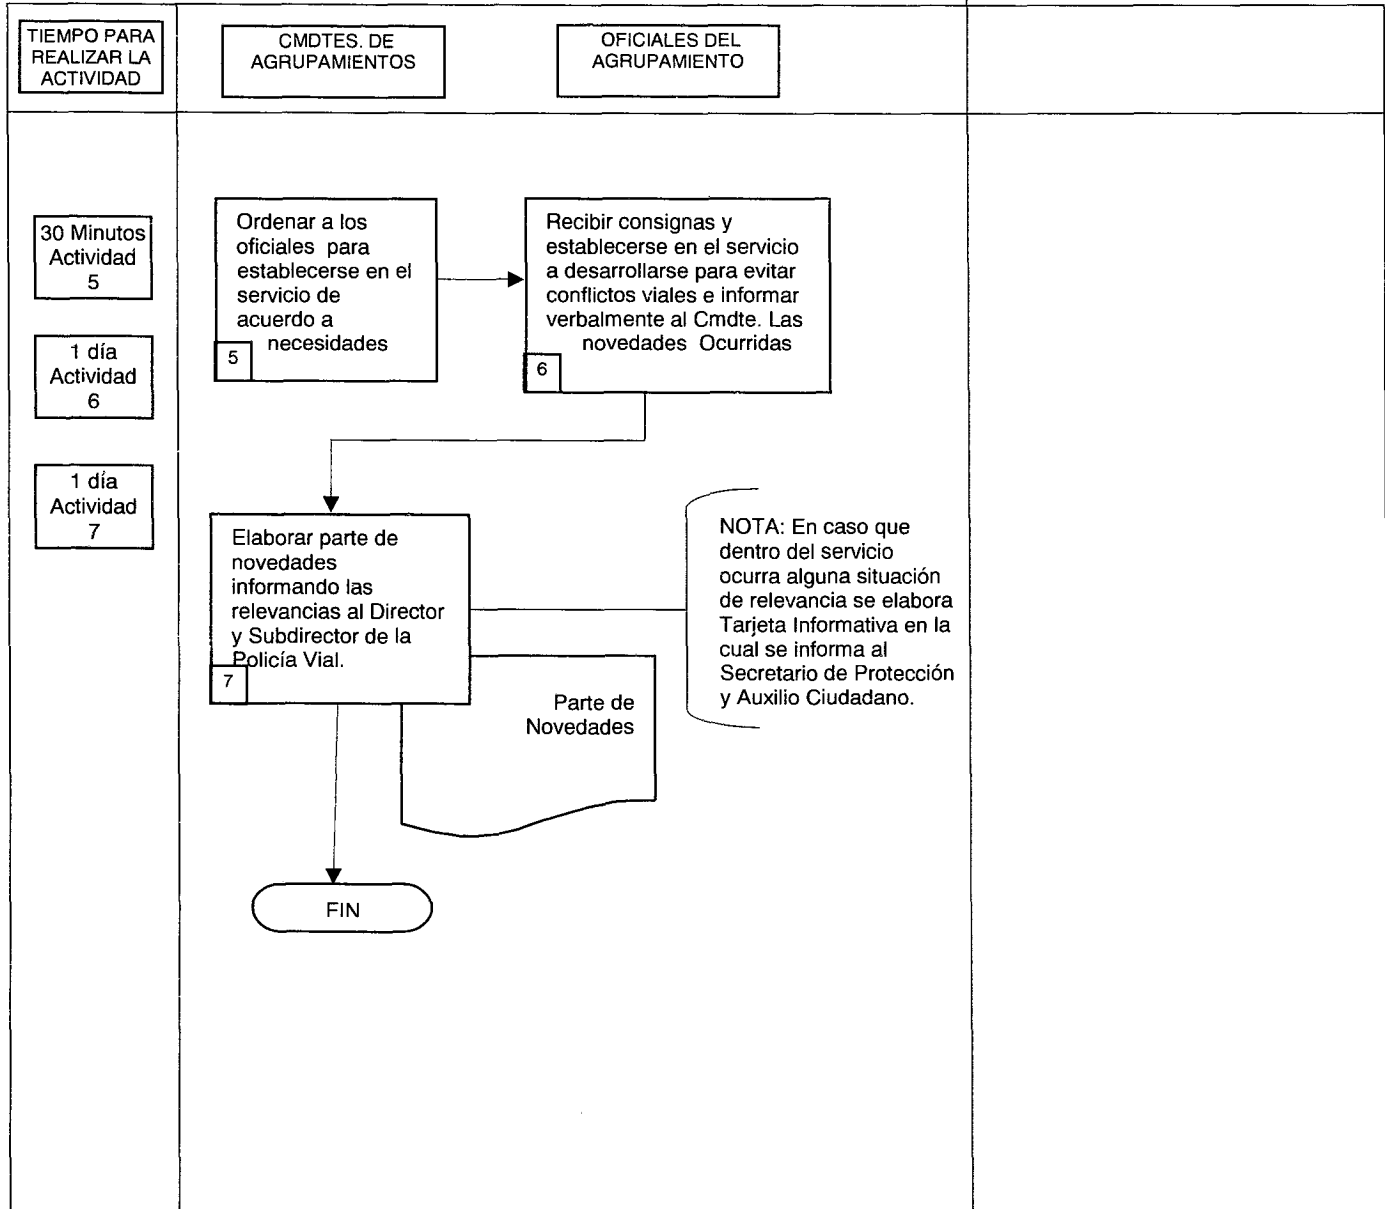 TIEMPO PARA
REALIZAR LA
ACTIVIDAD
CMDTES. DE
AGRUPAMIENTOS
OFICIALES DEL
AGRUPAMIENTO
30 Minutos
Actividad
5
1 día
Actividad
6
1 día
Actividad
7
Ordenar a los
oficiales para
establecerse en el
servicio de
acuerdo a
necesidades
5
Recibir consignas y
establecerse en el servicio
a desarrollarse para evitar
conflictos viales e informar
verbalmente al Cmdte. Las
novedades Ocurridas
6
Elaborar parte de
novedades
informando las
relevancias al Director
y Subdirector de la
Policía Vial.
7
Parte de
Novedades
NOTA: En caso que
dentro del servicio
ocurra alguna situación
de relevancia se elabora
Tarjeta Informativa en la
cual se informa al
Secretario de Protección
y Auxilio Ciudadano.
FIN